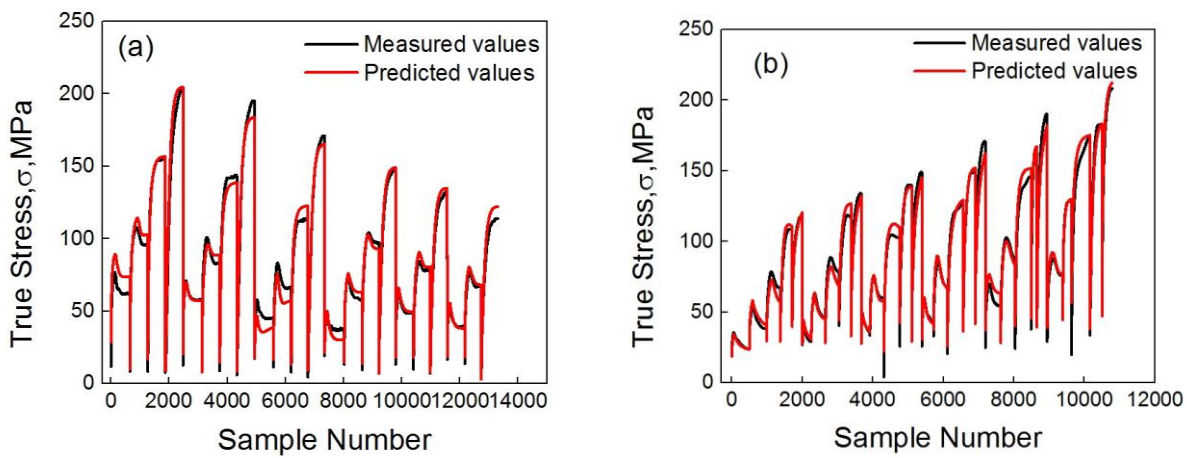 (a)
Measured values
Predicted values
250
200
150
100
50
0
True Stress,σ,MPa
0 2000 4000 6000 8000 10000 12000 14000
Sample Number
(b)
Measured values
Predicted values
250
200
150
100
50
0
True Stress,σ,MPa
0 2000 4000 6000 8000 10000 12000
Sample Number